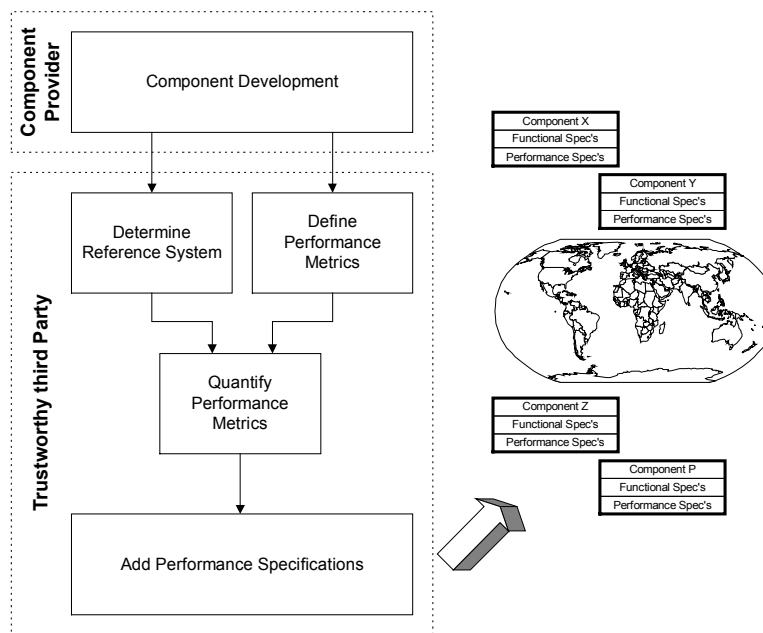 Component
Provider
Component Development
Trustworthy third Party
Determine
Reference System
Define
Performance
Metrics
Quantify
Performance
Metrics
Add Performance Specifications
Component X
Functional Spec's
Performance Spec's
Component Y
Functional Spec's
Performance Spec's
Component Z
Functional Spec's
Performance Spec's
Component P
Functional Spec's
Performance Spec's